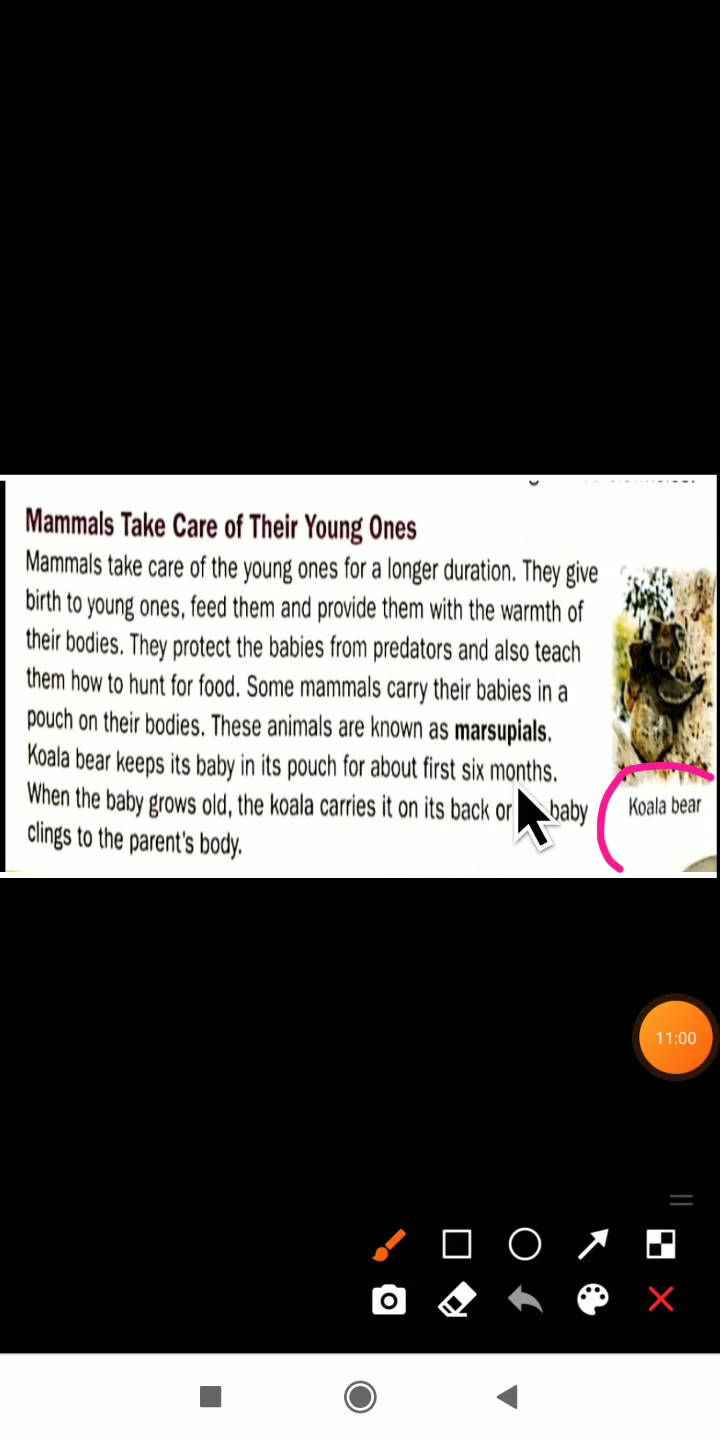 Mammals Take Care of Their Young Ones
Mammals take care of the young ones for a longer duration. They give
birth to young ones, feed them and provide them with the warmth of
their bodies. They protect the babies from predators and also teach
them how to hunt for food. Some mammals carry their babies in a
pouch on their bodies. These animals are known as marsupials.
Koala bear keeps its baby in its pouch for about first six months.
When the baby grows old, the koala carries it on its back or baby
clings to the parent's body.
Koala bear
11:00